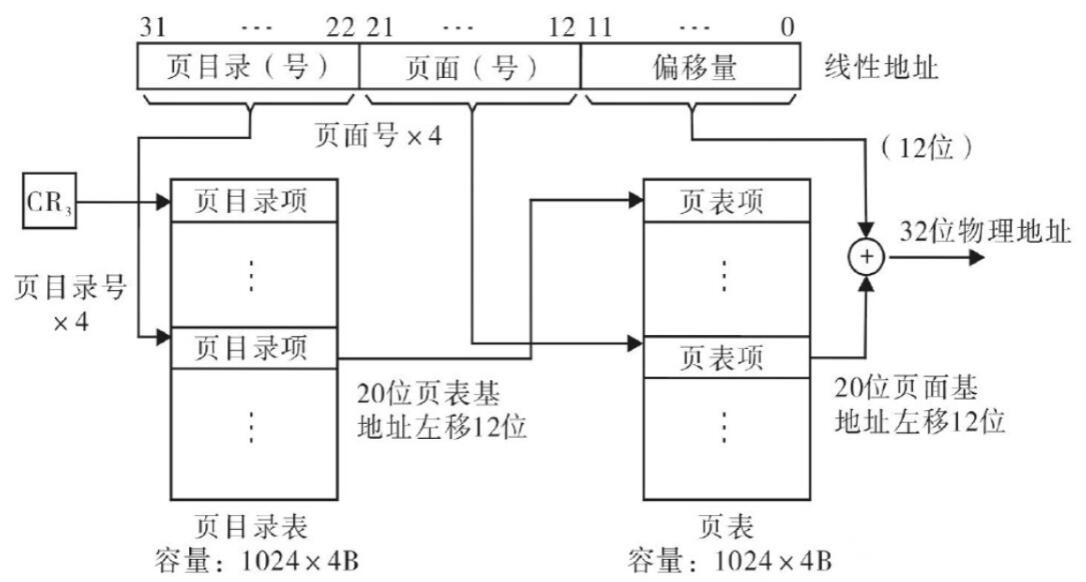 31 ··· 22 21 ··· 12 11 ··· 0
页目录（号） 页面（号） 偏移量 线性地址
页面号×4
（12位）
CR₃
页目录项
页表项
32位物理地址
⋮
⋮
+
页目录号
×4
页目录项
页表项
20位页表基
地址左移12位
20位页面基
地址左移12位
⋮
⋮
页目录表
容量：1024×4B
页表
容量：1024×4B